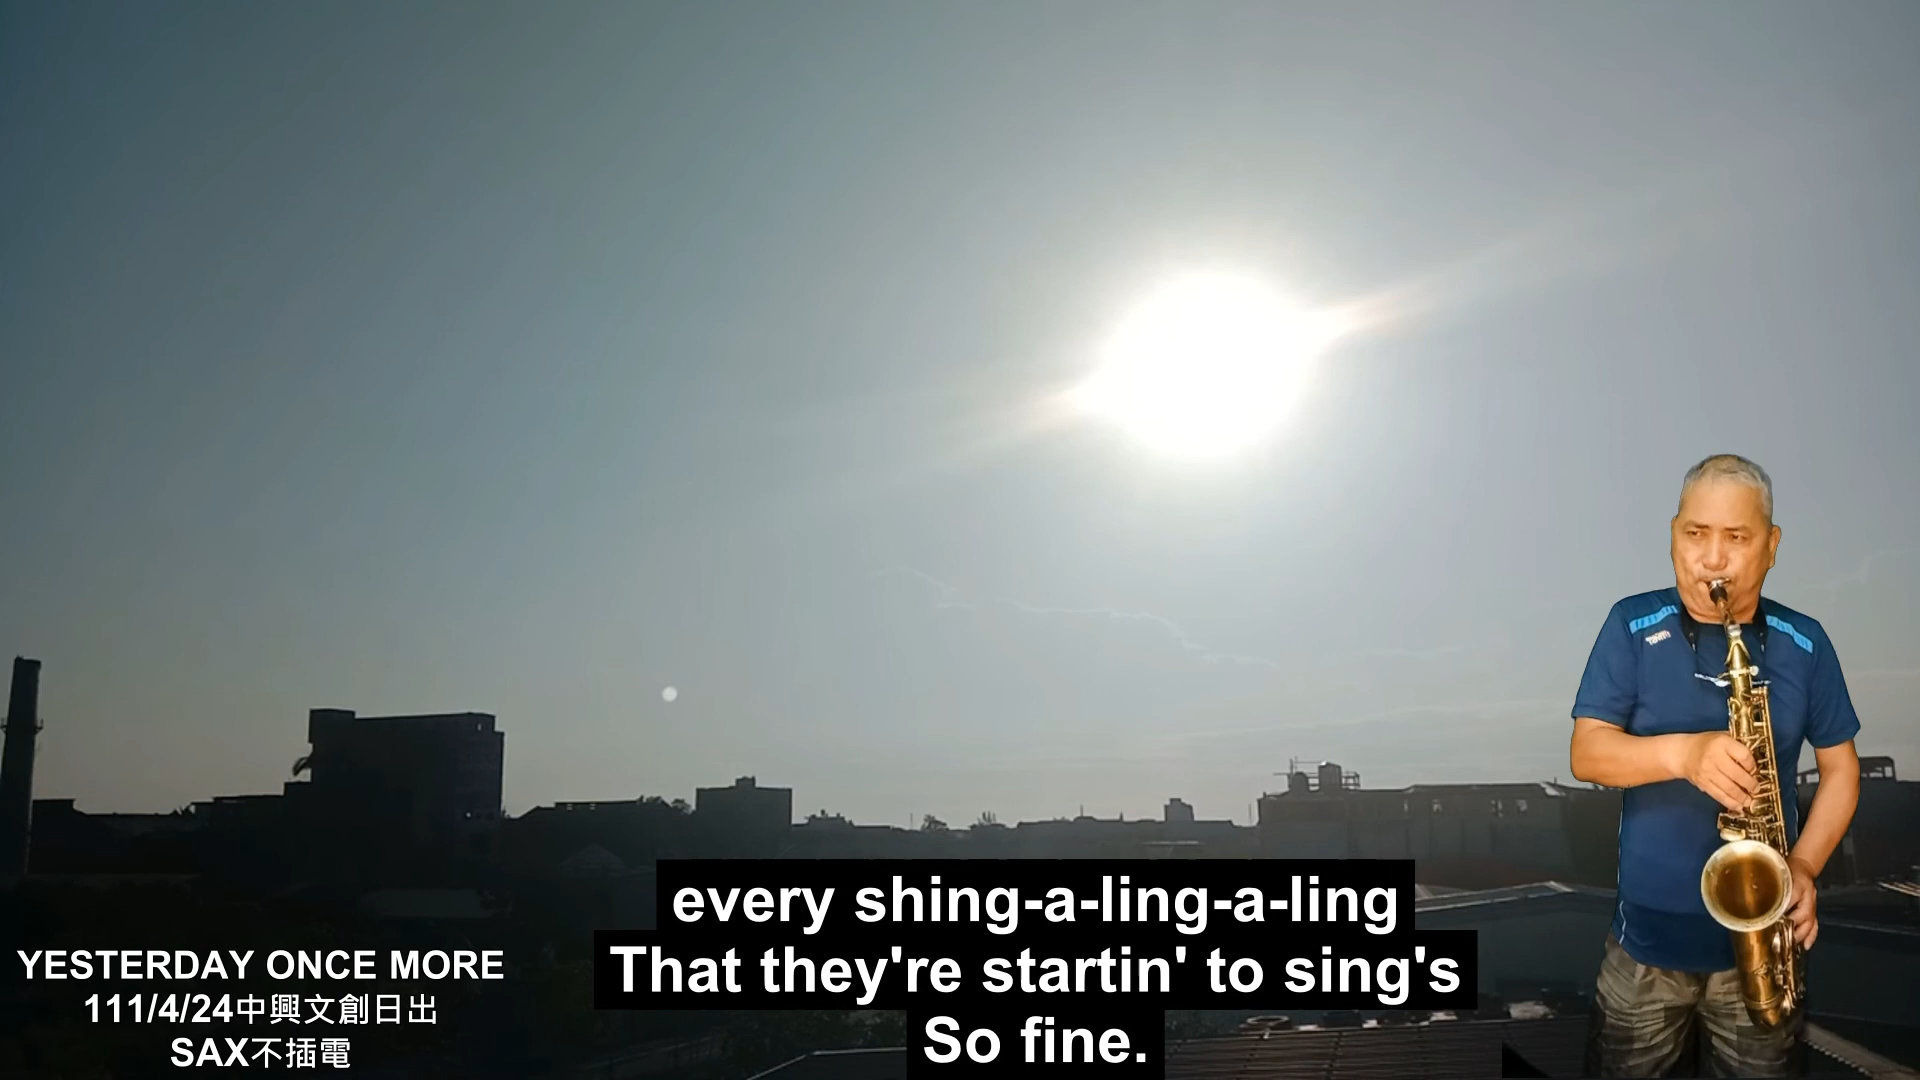 every shing-a-ling-a-ling
That they're startin' to sing's
So fine.
YESTERDAY ONCE MORE
111/4/24中興文創日出
SAX不插電